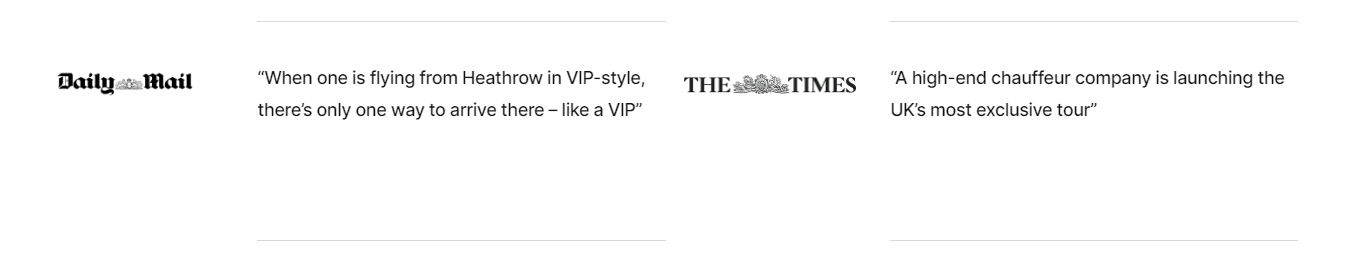 Daily Mail
“When one is flying from Heathrow in VIP-style,
there’s only one way to arrive there – like a VIP”
THE TIMES
“A high-end chauffeur company is launching the
UK’s most exclusive tour”